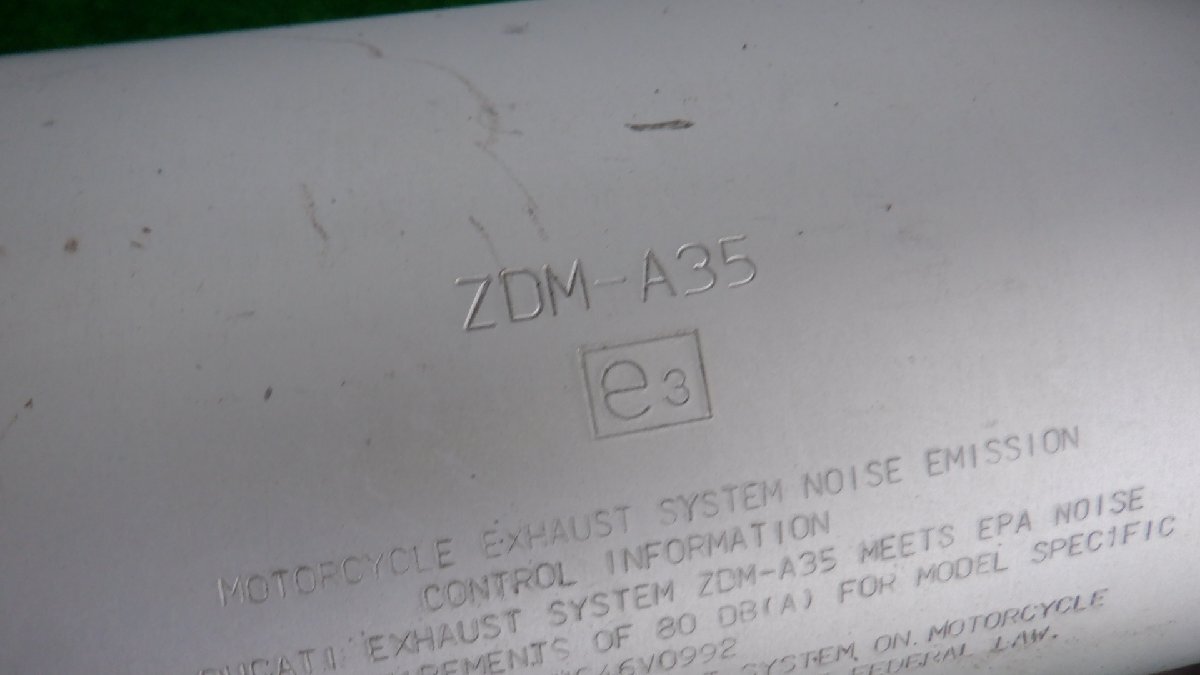 ZDM-A35
e3
MOTORCYCLE EXHAUST SYSTEM NOISE EMISSION
CONTROL INFORMATION
EXHAUST SYSTEM ZDM-A35 MEETS EPA NOISE
OF 80 DB(A) FOR MODEL SPECIFIC
SYSTEM ON MOTORCYCLE
FEDERAL LAW.